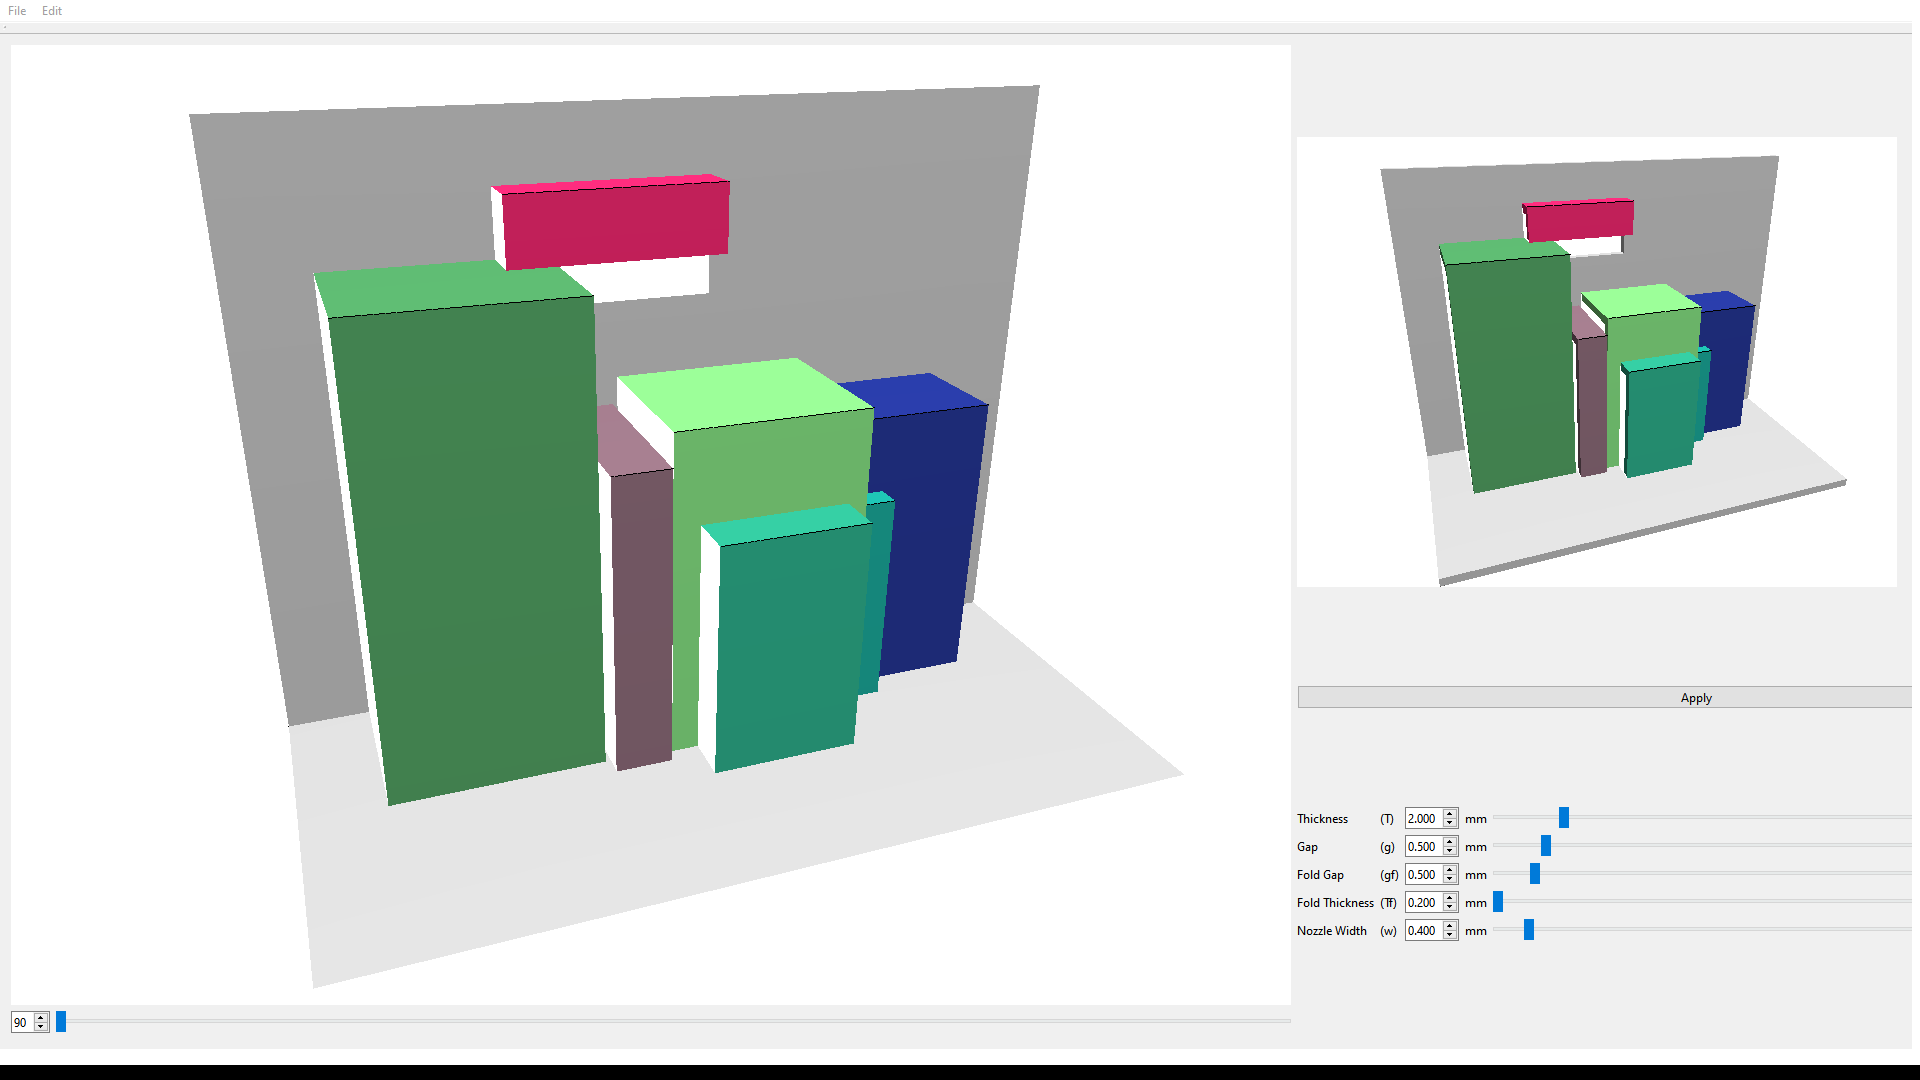 File Edit
Apply
Thickness (T) 2.000 mm
Gap (g) 0.500 mm
Fold Gap (gf) 0.500 mm
Fold Thickness (Tf) 0.200 mm
Nozzle Width (w) 0.400 mm
90